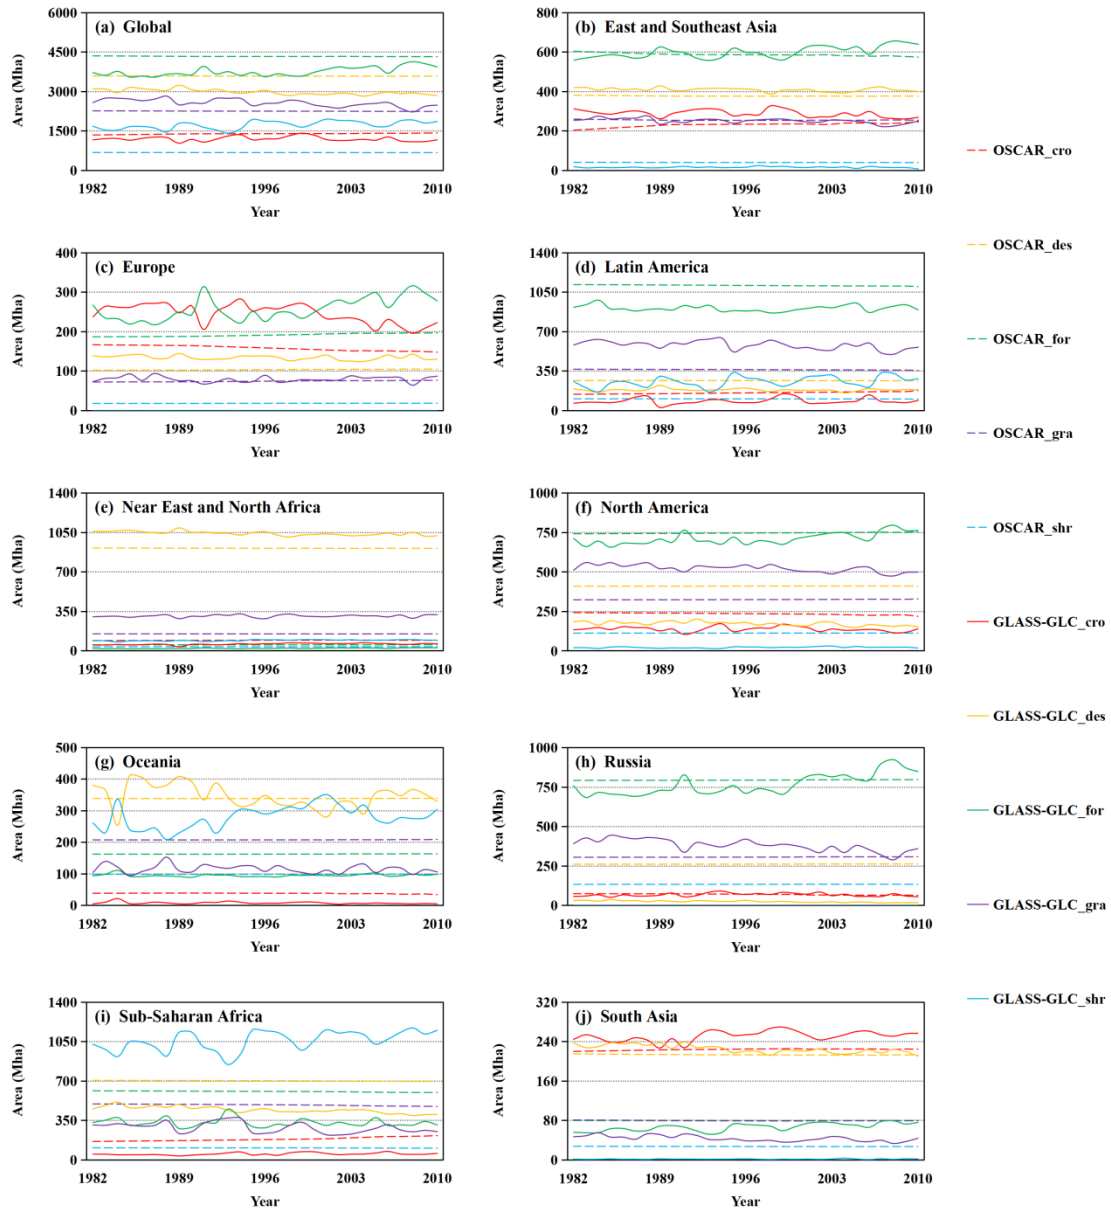 (a) Global
Area (Mha)
6000
4500
3000
1500
0
1982
1989
1996
2003
2010
Year
(b) East and Southeast Asia
Area (Mha)
800
600
400
200
0
1982
1989
1996
2003
2010
Year
(c) Europe
Area (Mha)
400
300
200
100
0
1982
1989
1996
2003
2010
Year
(d) Latin America
Area (Mha)
1400
1050
700
350
0
1982
1989
1996
2003
2010
Year
(e) Near East and North Africa
Area (Mha)
1400
1050
700
350
0
1982
1989
1996
2003
2010
Year
(f) North America
Area (Mha)
1000
750
500
250
0
1982
1989
1996
2003
2010
Year
(g) Oceania
Area (Mha)
500
400
300
200
100
0
1982
1989
1996
2003
2010
Year
(h) Russia
Area (Mha)
1000
750
500
250
0
1982
1989
1996
2003
2010
Year
(i) Sub-Saharan Africa
Area (Mha)
1400
1050
700
350
0
1982
1989
1996
2003
2010
Year
(j) South Asia
Area (Mha)
320
240
160
80
0
1982
1989
1996
2003
2010
Year
OSCAR_cro
OSCAR_des
OSCAR_for
OSCAR_gra
OSCAR_shr
GLASS-GLC_cro
GLASS-GLC_des
GLASS-GLC_for
GLASS-GLC_gra
GLASS-GLC_shr